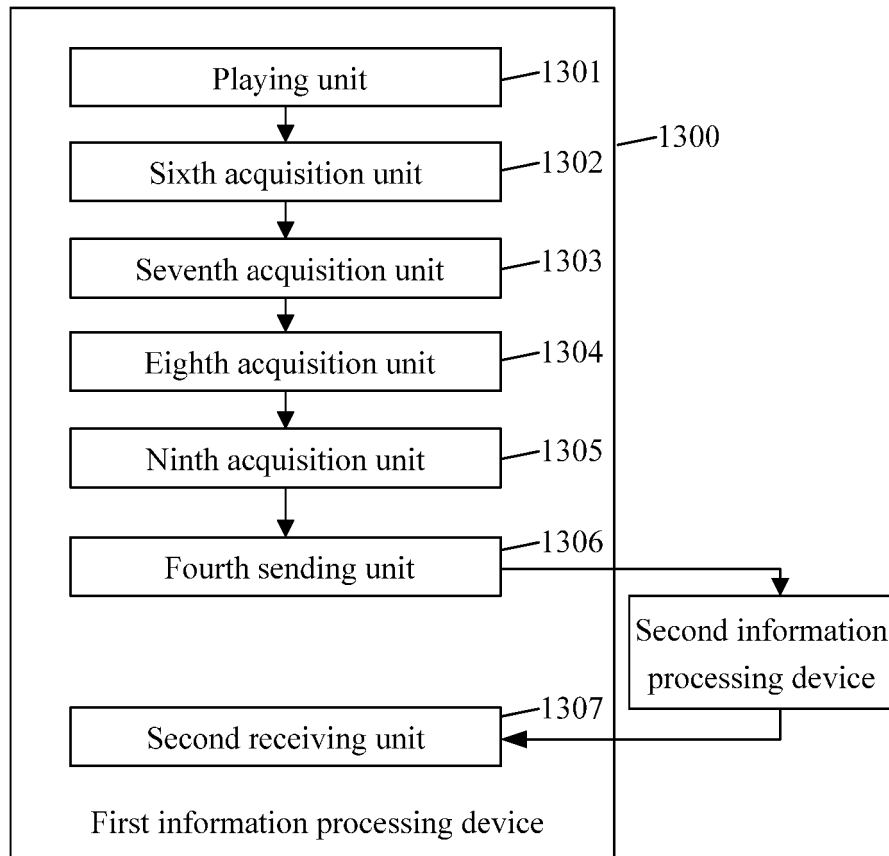 Playing unit
1301
1300
Sixth acquisition unit
1302
Seventh acquisition unit
1303
Eighth acquisition unit
1304
Ninth acquisition unit
1305
Fourth sending unit
1306
Second information
processing device
Second receiving unit
1307
First information processing device